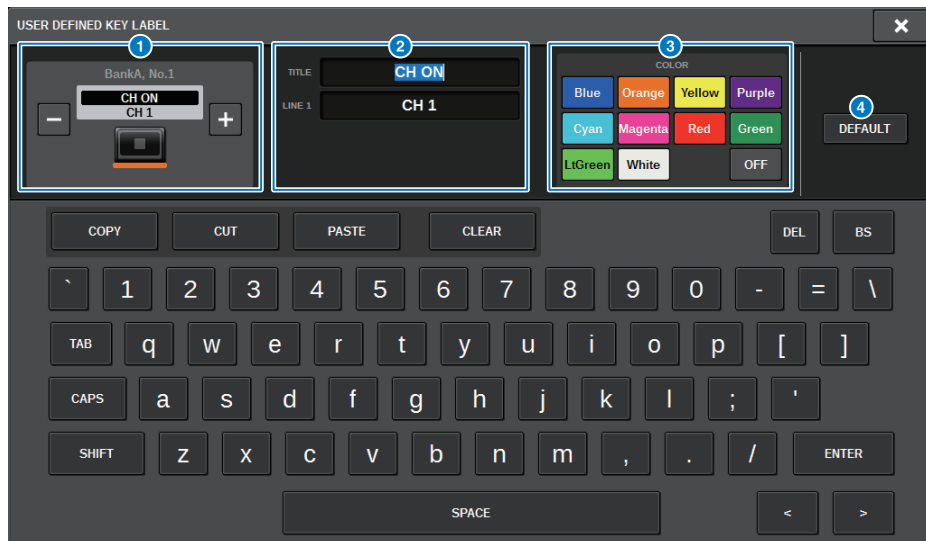 USER DEFINED KEY LABEL ×
1 2 3 4
BankA, No.1
CH ON
CH 1
− +
TITLE CH ON
LINE 1 CH 1
COLOR
Blue Orange Yellow Purple
Cyan Magenta Red Green
LtGreen White OFF
DEFAULT
COPY CUT PASTE CLEAR DEL BS
` 1 2 3 4 5 6 7 8 9 0 - = \
TAB q w e r t y u i o p [ ]
CAPS a s d f g h j k l ; '
SHIFT z x c v b n m , . / ENTER
SPACE < >